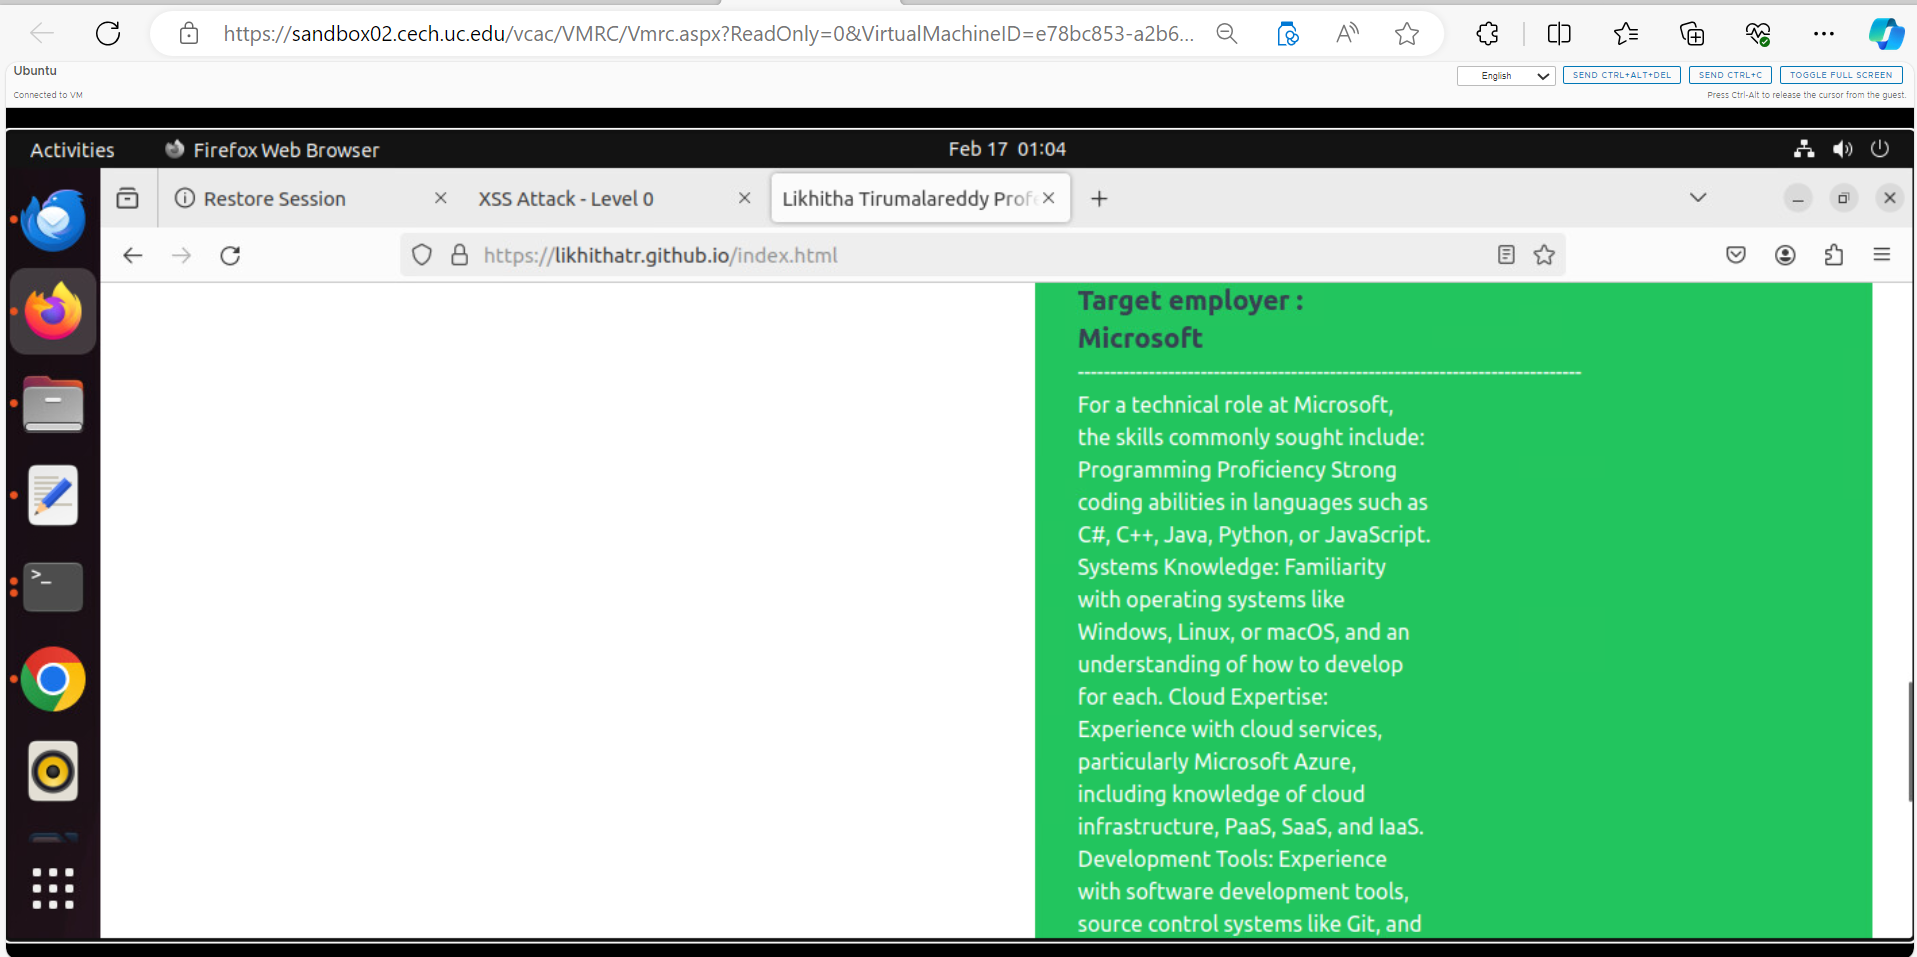 https://sandbox02.cech.uc.edu/vcac/VMRC/Vmrc.aspx?ReadOnly=0&VirtualMachineID=e78bc853-a2b6...
Ubuntu
English
SEND CTRL+ALT+DEL
SEND CTRL+C
TOGGLE FULL SCREEN
Connected to VM
Press Ctrl-Alt to release the cursor from the guest.
Activities
Firefox Web Browser
Feb 17 01:04
Restore Session
XSS Attack - Level 0
Likhitha Tirumalareddy Prof
https://likhithatr.github.io/index.html
Target employer :
Microsoft
------------------------------------------------------------------------------
For a technical role at Microsoft,
the skills commonly sought include:
Programming Proficiency Strong
coding abilities in languages such as
C#, C++, Java, Python, or JavaScript.
Systems Knowledge: Familiarity
with operating systems like
Windows, Linux, or macOS, and an
understanding of how to develop
for each. Cloud Expertise:
Experience with cloud services,
particularly Microsoft Azure,
including knowledge of cloud
infrastructure, PaaS, SaaS, and IaaS.
Development Tools: Experience
with software development tools,
source control systems like Git, and